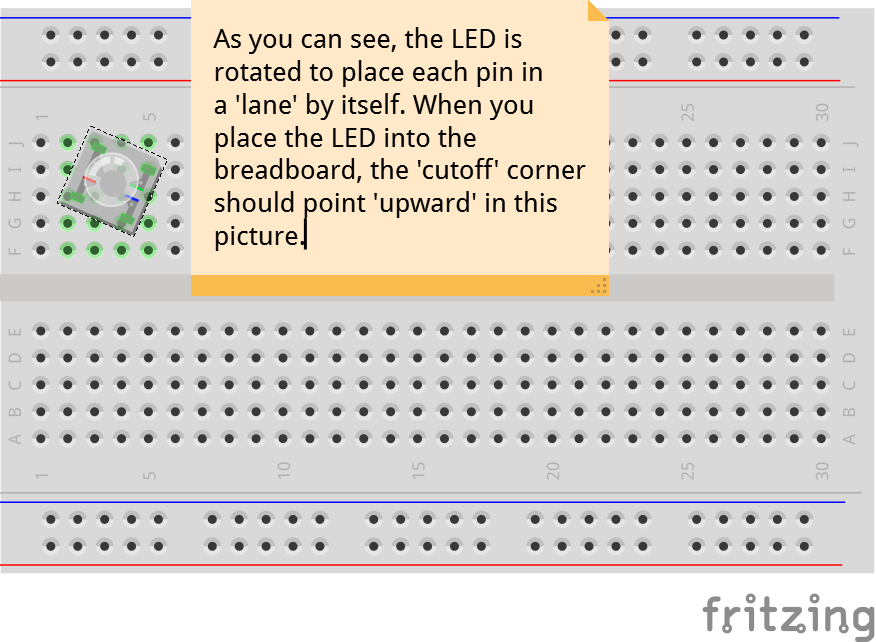 As you can see, the LED is
rotated to place each pin in
a 'lane' by itself. When you
place the LED into the
breadboard, the 'cutoff' corner
should point 'upward' in this
picture.
1 5 25 30
J J
I I
H H
G G
F F
E E
D D
C C
B B
A A
1 5 10 15 20 25 30
fritzing